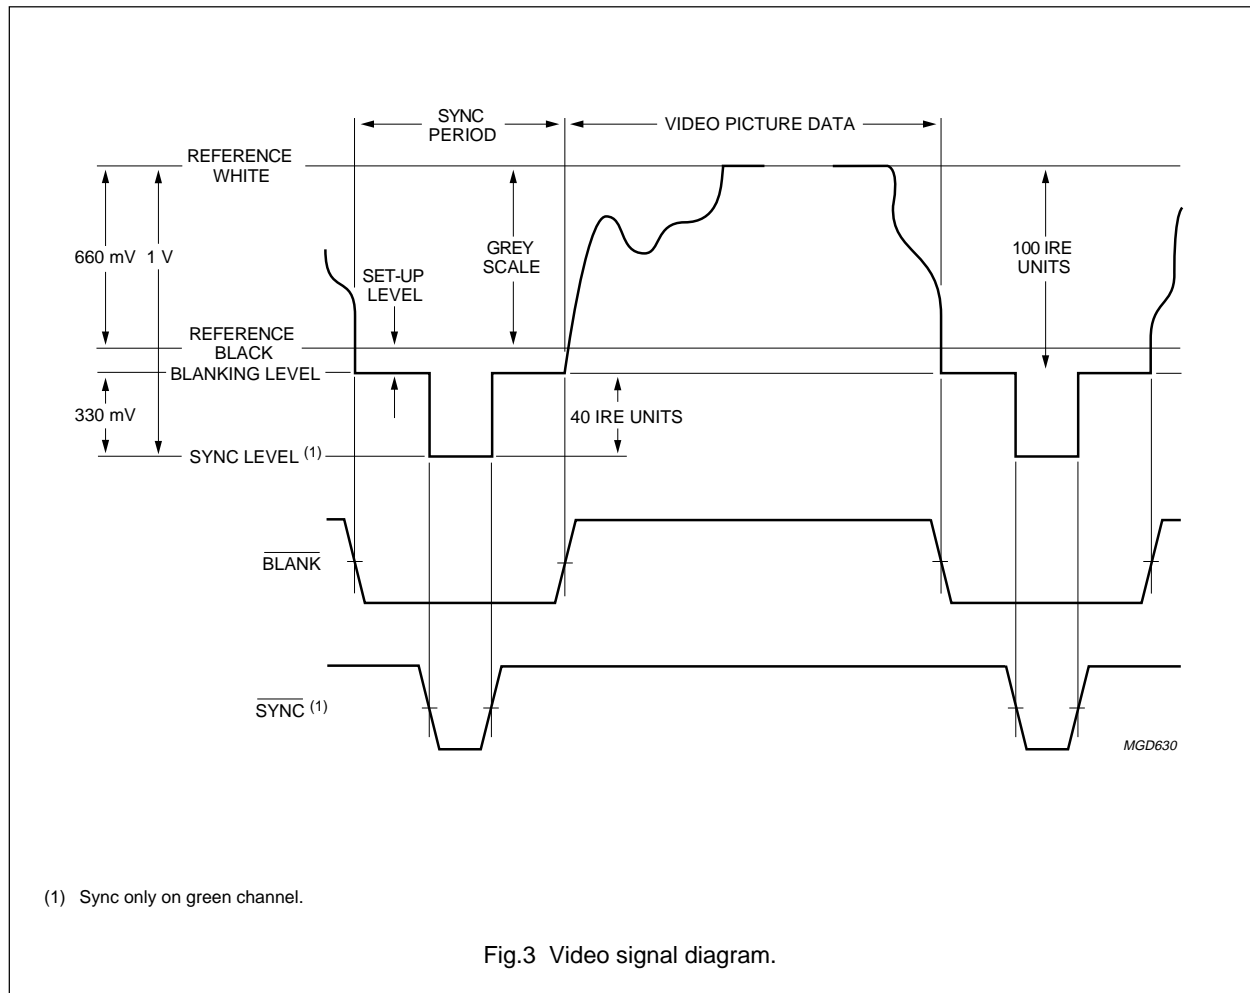 SYNC
PERIOD
VIDEO PICTURE DATA
REFERENCE
WHITE
660 mV 1 V
GREY
SCALE
100 IRE
UNITS
SET-UP
LEVEL
REFERENCE
BLACK
BLANKING LEVEL
330 mV
40 IRE UNITS
SYNC LEVEL (1)
BLANK
SYNC (1)
MGD630
(1) Sync only on green channel.
Fig.3 Video signal diagram.